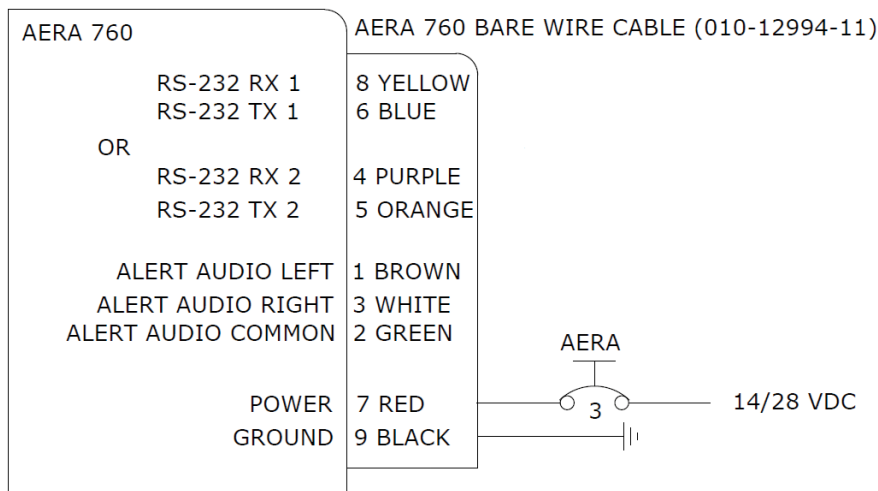 AERA 760
AERA 760 BARE WIRE CABLE (010-12994-11)
RS-232 RX 1 8 YELLOW
RS-232 TX 1 6 BLUE
OR
RS-232 RX 2 4 PURPLE
RS-232 TX 2 5 ORANGE
ALERT AUDIO LEFT 1 BROWN
ALERT AUDIO RIGHT 3 WHITE
ALERT AUDIO COMMON 2 GREEN
AERA
POWER 7 RED 3 14/28 VDC
GROUND 9 BLACK